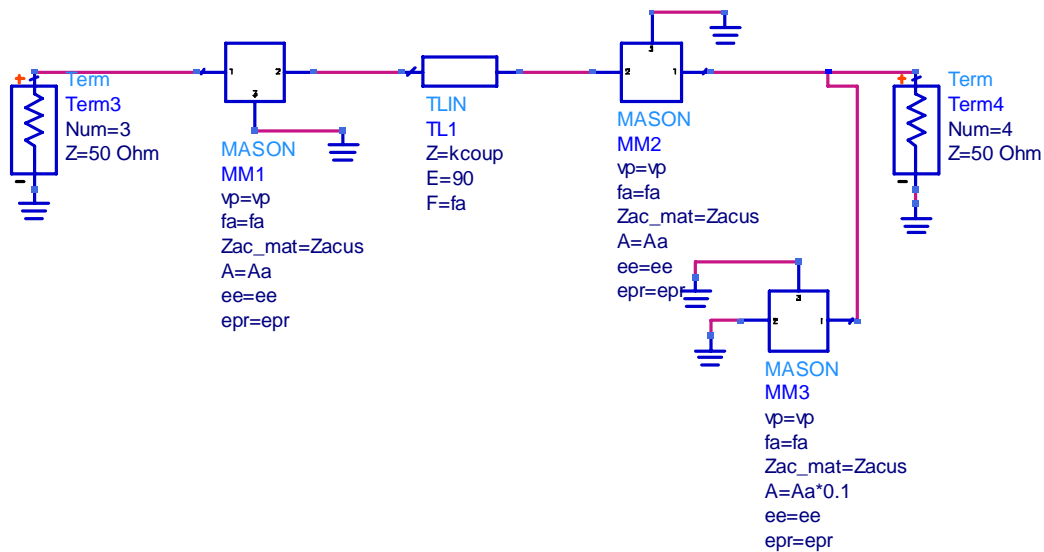 Term
Term3
Num=3
Z=50 Ohm
1
2
3
MASON
MM1
vp=vp
fa=fa
Zac_mat=Zacus
A=Aa
ee=ee
epr=epr
TLIN
TL1
Z=kcoup
E=90
F=fa
2
1
MASON
MM2
vp=vp
fa=fa
Zac_mat=Zacus
A=Aa
ee=ee
epr=epr
Term
Term4
Num=4
Z=50 Ohm
1
MASON
MM3
vp=vp
fa=fa
Zac_mat=Zacus
A=Aa*0.1
ee=ee
epr=epr